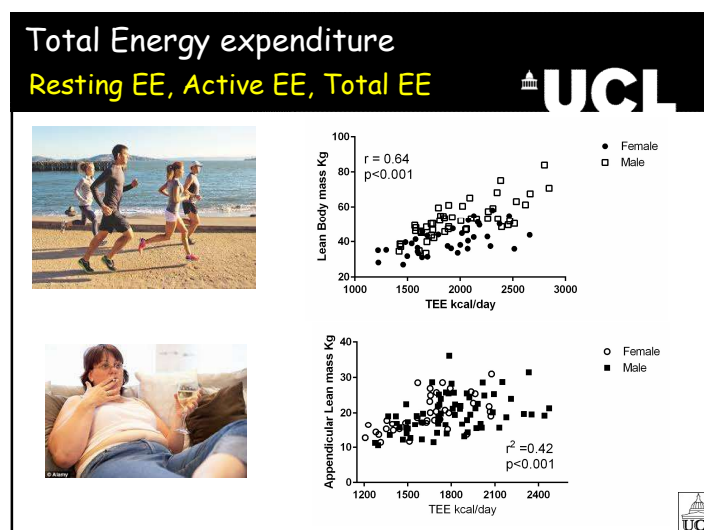 Total Energy expenditure
Resting EE, Active EE, Total EE
UCL
100
80
60
40
20
Lean Body mass Kg
r = 0.64
p<0.001
1000
1500
2000
2500
3000
TEE kcal/day
Female
Male
© Alamy
40
30
20
10
0
Appendicular Lean mass Kg
r² =0.42
p<0.001
1200
1500
1800
2100
2400
TEE kcal/day
Female
Male
UC